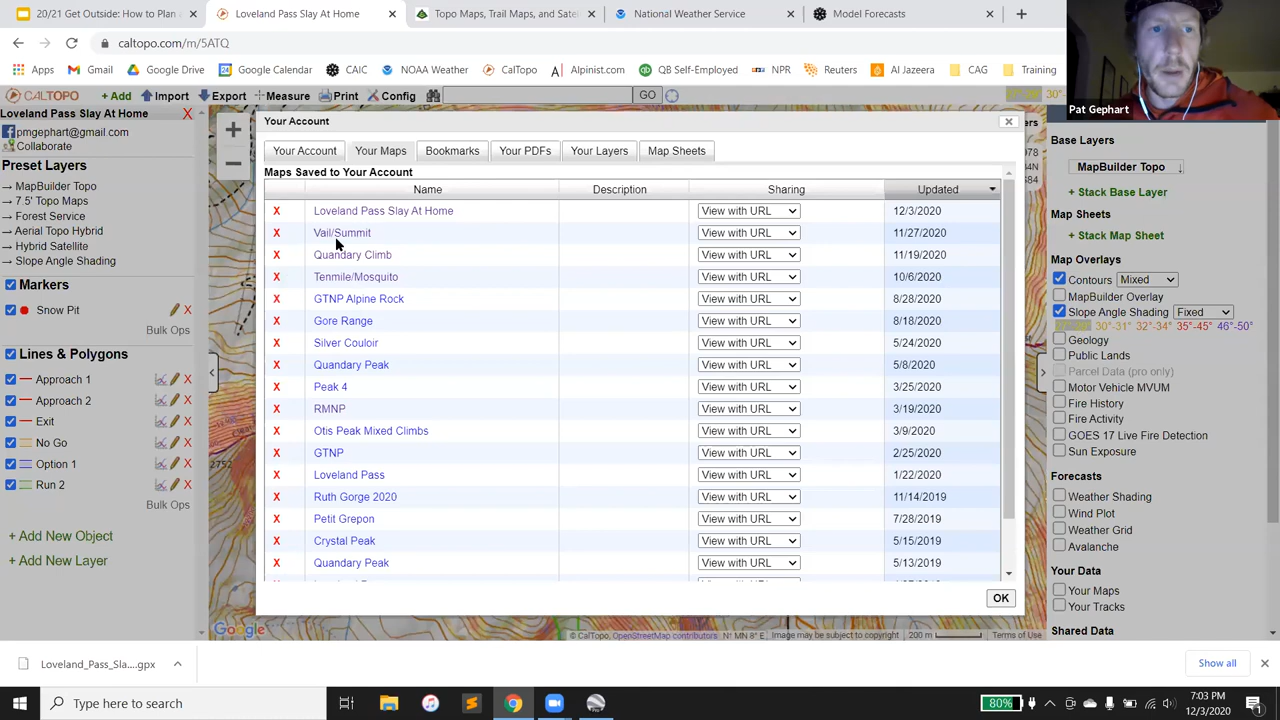 20/21 Get Outside: How to Plan
Loveland Pass Slay At Home
Topo Maps, Trail Maps, and Sate
National Weather Service
Model Forecasts
caltopo.com/m/5ATQ
Apps Gmail Google Drive Google Calendar CAIC NOAA Weather CalTopo Alpinist.com QB Self-Employed NPR Reuters Al Jazeera CAG Training
Pat Gephart
CALTOPO + Add Import Export Measure Print Config GO
Loveland Pass Slay At Home X
pmgephart@gmail.com
Collaborate
Preset Layers
MapBuilder Topo
7.5' Topo Maps
Forest Service
Aerial Topo Hybrid
Hybrid Satellite
Slope Angle Shading
Markers
Snow Pit X
Bulk Ops
Lines & Polygons
Approach 1 X
Approach 2 X
Exit X
No Go X
Option 1 X
Run 2 X
Bulk Ops
+ Add New Object
+ Add New Layer
2752
Your Account
Your Account Your Maps Bookmarks Your PDFs Your Layers Map Sheets
Maps Saved to Your Account
Name Description Sharing Updated
X Loveland Pass Slay At Home View with URL 12/3/2020
X Vail/Summit View with URL 11/27/2020
X Quandary Climb View with URL 11/19/2020
X Tenmile/Mosquito View with URL 10/6/2020
X GTNP Alpine Rock View with URL 8/28/2020
X Gore Range View with URL 8/18/2020
X Silver Couloir View with URL 5/24/2020
X Quandary Peak View with URL 5/8/2020
X Peak 4 View with URL 3/25/2020
X RMNP View with URL 3/19/2020
X Otis Peak Mixed Climbs View with URL 3/9/2020
X GTNP View with URL 2/25/2020
X Loveland Pass View with URL 1/22/2020
X Ruth Gorge 2020 View with URL 11/14/2019
X Petit Grepon View with URL 7/28/2019
X Crystal Peak View with URL 5/15/2019
X Quandary Peak View with URL 5/13/2019
OK
Base Layers
MapBuilder Topo
+ Stack Base Layer
Map Sheets
+ Stack Map Sheet
Map Overlays
Contours Mixed
MapBuilder Overlay
Slope Angle Shading Fixed
30°-31° 32°-34° 35°-45° 46°-50°
Geology
Public Lands
Parcel Data (pro only)
Motor Vehicle MVUM
Fire History
Fire Activity
GOES 17 Live Fire Detection
Sun Exposure
Forecasts
Weather Shading
Wind Plot
Weather Grid
Avalanche
Your Data
Your Maps
Your Tracks
Shared Data
Google
© CalTopo, OpenStreetMap contributors N° MN 8° E Image may be subject to copyright 200 m Terms of Use
Loveland_Pass_Sla....gpx
Show all
Type here to search
80%
7:03 PM
12/3/2020
1